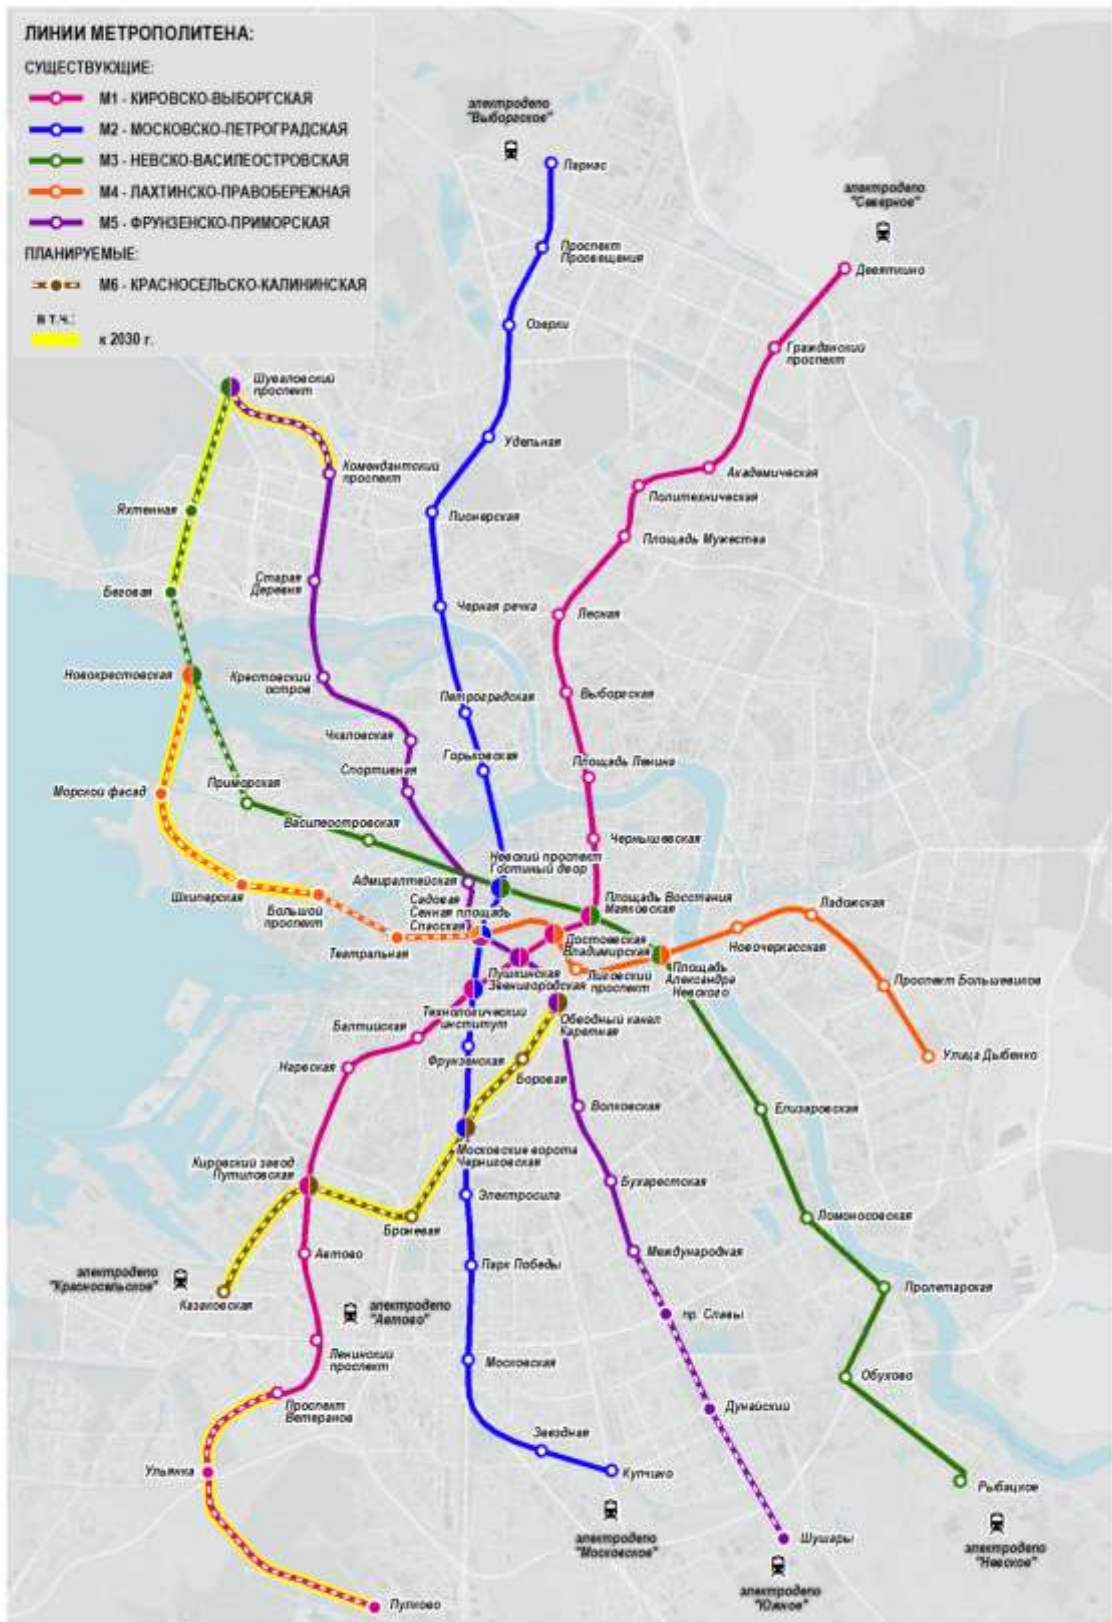 ЛИНИИ МЕТРОПОЛИТЕНА:
СУЩЕСТВУЮЩИЕ:
М1 - КИРОВСКО-ВЫБОРГСКАЯ
М2 - МОСКОВСКО-ПЕТРОГРАДСКАЯ
М3 - НЕВСКО-ВАСИЛЕОСТРОВСКАЯ
М4 - ЛАХТИНСКО-ПРАВОБЕРЕЖНАЯ
М5 - ФРУНЗЕНСКО-ПРИМОРСКАЯ
ПЛАНИРУЕМЫЕ:
М6 - КРАСНОСЕЛЬСКО-КАЛИНИНСКАЯ
В Т.Ч.:
к 2030 г.
электродепо
"Выборгское"
Парнас
электродепо
"Северное"
Проспект
Просвещения
Девяткино
Озерки
Гражданский
проспект
Шуваловский
проспект
Удельная
Комендантский
проспект
Академическая
Политехническая
Яхтенная
Пионерская
Площадь Мужества
Старая
Деревня
Беговая
Черная речка
Лесная
Новокрестовская
Крестовский
остров
Петроградская
Выборгская
Чкаловская
Горьковская
Площадь Ленина
Спортивная
Приморская
Морской фасад
Василеостровская
Чернышевская
Невский проспект
Гостиный двор
Адмиралтейская
Садовая
Сенная площадь
Спасская
Площадь Восстания
Маяковская
Ладожская
Шкиперская
Большой
проспект
Театральная
Достоевская
Владимирская
Новочеркасская
Пушкинская
Звенигородская
Лиговский
проспект
Площадь
Александра
Невского
Проспект Большевиков
Технологический
институт
Обводный канал
Каретная
Балтийская
Фрунзенская
Улица Дыбенко
Нарвская
Боровая
Волковская
Елизаровская
Московские ворота
Черниговская
Кировский завод
Путиловская
Бухарестская
Электросила
Броневая
Ломоносовская
Автово
Международная
Парк Победы
электродепо
"Красносельское"
Казаковская
электродепо
"Автово"
пр. Славы
Пролетарская
Ленинский
проспект
Московская
Обухово
Проспект
Ветеранов
Дунайский
Звездная
Ульянка
Купчино
Рыбацкое
электродепо
"Московское"
Шушары
электродепо
"Невское"
электродепо
"Южное"
Пулково